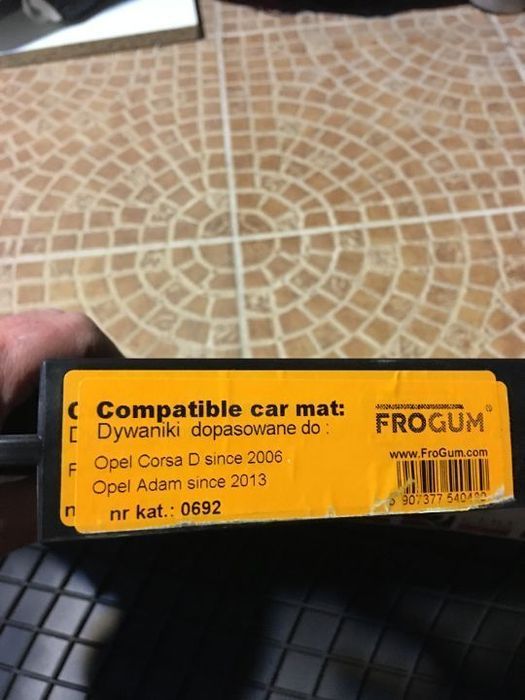 Compatible car mat:
Dywaniki dopasowane do :
Opel Corsa D since 2006
Opel Adam since 2013
nr kat.: 0692
FROGUM®
www.FroGum.com